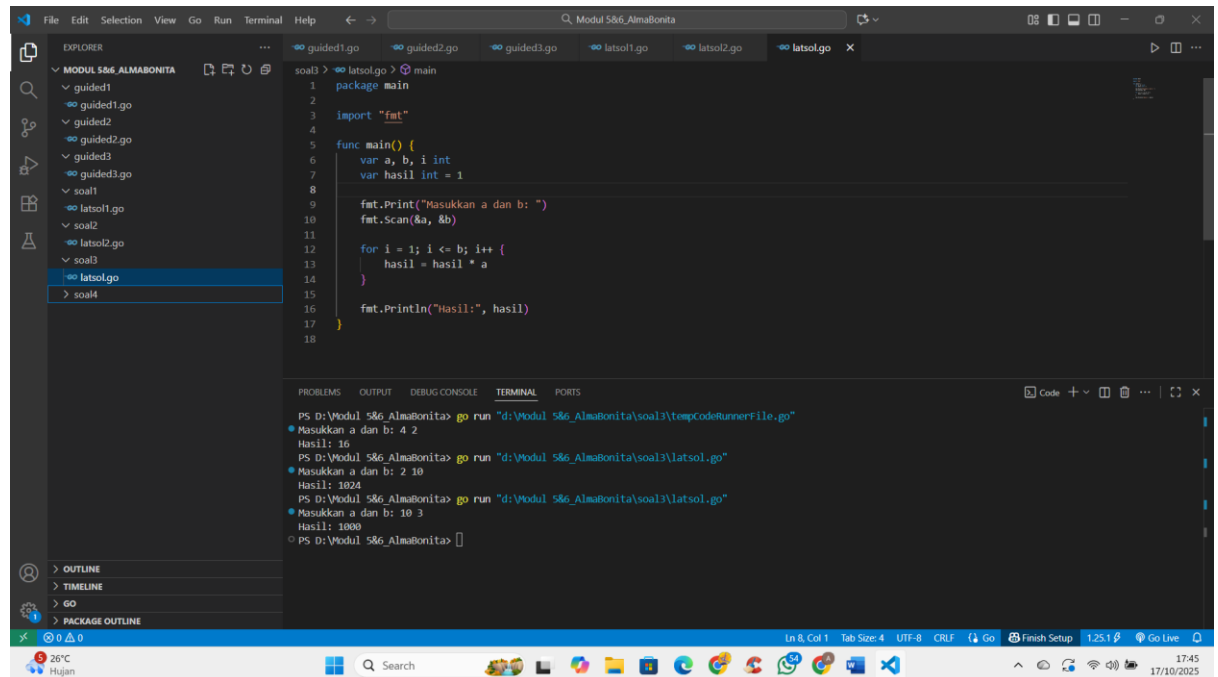 File Edit Selection View Go Run Terminal Help
Modul 5&6_AlmaBonita
EXPLORER
MODUL 5&6_ALMABONITA
guided1
guided1.go
guided2
guided2.go
guided3
guided3.go
soal1
latsol1.go
soal2
latsol2.go
soal3
latsol.go
soal4
OUTLINE
TIMELINE
GO
PACKAGE OUTLINE
guided1.go guided2.go guided3.go latsol1.go latsol2.go latsol.go
soal3 > latsol.go > main
1 package main
2
3 import "fmt"
4
5 func main() {
6 var a, b, i int
7 var hasil int = 1
8
9 fmt.Print("Masukkan a dan b: ")
10 fmt.Scan(&a, &b)
11
12 for i = 1; i <= b; i++ {
13 hasil = hasil * a
14 }
15
16 fmt.Println("Hasil:", hasil)
17 }
18
PROBLEMS OUTPUT DEBUG CONSOLE TERMINAL PORTS
Code
PS D:\Modul 5&6_AlmaBonita> go run "d:\Modul 5&6_AlmaBonita\soal3\tempCodeRunnerFile.go"
Masukkan a dan b: 4 2
Hasil: 16
PS D:\Modul 5&6_AlmaBonita> go run "d:\Modul 5&6_AlmaBonita\soal3\latsol.go"
Masukkan a dan b: 2 10
Hasil: 1024
PS D:\Modul 5&6_AlmaBonita> go run "d:\Modul 5&6_AlmaBonita\soal3\latsol.go"
Masukkan a dan b: 10 3
Hasil: 1000
PS D:\Modul 5&6_AlmaBonita>
1
0 0 Ln 8, Col 1 Tab Size: 4 UTF-8 CRLF Go Finish Setup 1.25.1 Go Live
5
26°C
Hujan
Search
54
17:45
17/10/2025